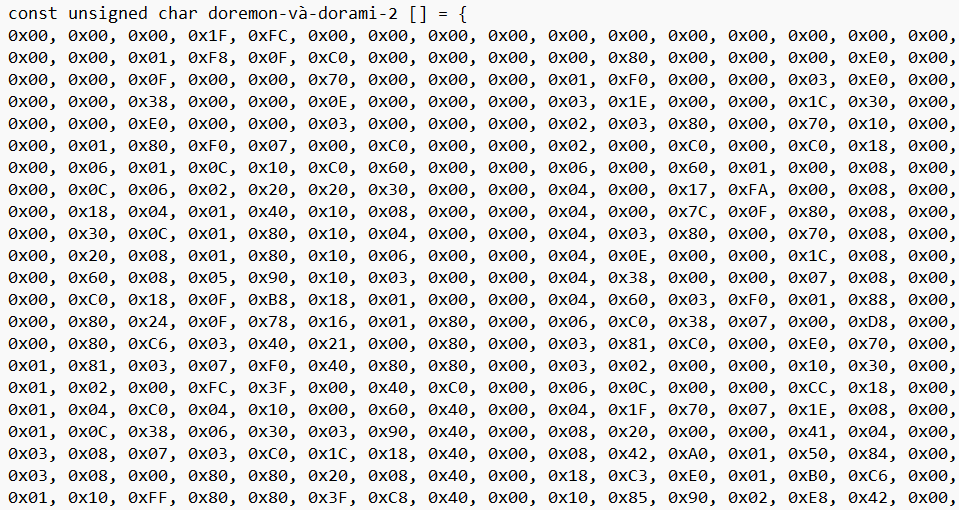 const unsigned char doremon-và-dorami-2 [] = {
0x00, 0x00, 0x00, 0x1F, 0xFC, 0x00, 0x00, 0x00, 0x00, 0x00, 0x00, 0x00, 0x00, 0x00, 0x00, 0x00,
0x00, 0x00, 0x01, 0xF8, 0x0F, 0xC0, 0x00, 0x00, 0x00, 0x00, 0x80, 0x00, 0x00, 0x00, 0xE0, 0x00,
0x00, 0x00, 0x0F, 0x00, 0x00, 0x70, 0x00, 0x00, 0x00, 0x01, 0xF0, 0x00, 0x00, 0x03, 0xE0, 0x00,
0x00, 0x00, 0x38, 0x00, 0x00, 0x0E, 0x00, 0x00, 0x00, 0x03, 0x1E, 0x00, 0x00, 0x1C, 0x30, 0x00,
0x00, 0x00, 0xE0, 0x00, 0x00, 0x03, 0x00, 0x00, 0x00, 0x02, 0x03, 0x80, 0x00, 0x70, 0x10, 0x00,
0x00, 0x01, 0x80, 0xF0, 0x07, 0x00, 0xC0, 0x00, 0x00, 0x02, 0x00, 0xC0, 0x00, 0xC0, 0x18, 0x00,
0x00, 0x06, 0x01, 0x0C, 0x10, 0xC0, 0x60, 0x00, 0x00, 0x06, 0x00, 0x60, 0x01, 0x00, 0x08, 0x00,
0x00, 0x0C, 0x06, 0x02, 0x20, 0x20, 0x30, 0x00, 0x00, 0x04, 0x00, 0x17, 0xFA, 0x00, 0x08, 0x00,
0x00, 0x18, 0x04, 0x01, 0x40, 0x10, 0x08, 0x00, 0x00, 0x04, 0x00, 0x7C, 0x0F, 0x80, 0x08, 0x00,
0x00, 0x30, 0x0C, 0x01, 0x80, 0x10, 0x04, 0x00, 0x00, 0x04, 0x03, 0x80, 0x00, 0x70, 0x08, 0x00,
0x00, 0x20, 0x08, 0x01, 0x80, 0x10, 0x06, 0x00, 0x00, 0x04, 0x0E, 0x00, 0x00, 0x1C, 0x08, 0x00,
0x00, 0x60, 0x08, 0x05, 0x90, 0x10, 0x03, 0x00, 0x00, 0x04, 0x38, 0x00, 0x00, 0x07, 0x08, 0x00,
0x00, 0xC0, 0x18, 0x0F, 0xB8, 0x18, 0x01, 0x00, 0x00, 0x04, 0x60, 0x03, 0xF0, 0x01, 0x88, 0x00,
0x00, 0x80, 0x24, 0x0F, 0x78, 0x16, 0x01, 0x80, 0x00, 0x06, 0xC0, 0x38, 0x07, 0x00, 0xD8, 0x00,
0x00, 0x80, 0xC6, 0x03, 0x40, 0x21, 0x00, 0x80, 0x00, 0x03, 0x81, 0xC0, 0x00, 0xE0, 0x70, 0x00,
0x01, 0x81, 0x03, 0x07, 0xF0, 0x40, 0x80, 0x80, 0x00, 0x03, 0x02, 0x00, 0x00, 0x10, 0x30, 0x00,
0x01, 0x02, 0x00, 0xFC, 0x3F, 0x00, 0x40, 0xC0, 0x00, 0x06, 0x0C, 0x00, 0x00, 0xCC, 0x18, 0x00,
0x01, 0x04, 0xC0, 0x04, 0x10, 0x00, 0x60, 0x40, 0x00, 0x04, 0x1F, 0x70, 0x07, 0x1E, 0x08, 0x00,
0x01, 0x0C, 0x38, 0x06, 0x30, 0x03, 0x90, 0x40, 0x00, 0x08, 0x20, 0x00, 0x00, 0x41, 0x04, 0x00,
0x03, 0x08, 0x07, 0x03, 0xC0, 0x1C, 0x18, 0x40, 0x00, 0x08, 0x42, 0xA0, 0x01, 0x50, 0x84, 0x00,
0x03, 0x08, 0x00, 0x80, 0x80, 0x20, 0x08, 0x40, 0x00, 0x18, 0xC3, 0xE0, 0x01, 0xB0, 0xC6, 0x00,
0x01, 0x10, 0xFF, 0x80, 0x80, 0x3F, 0xC8, 0x40, 0x00, 0x10, 0x85, 0x90, 0x02, 0xE8, 0x42, 0x00,